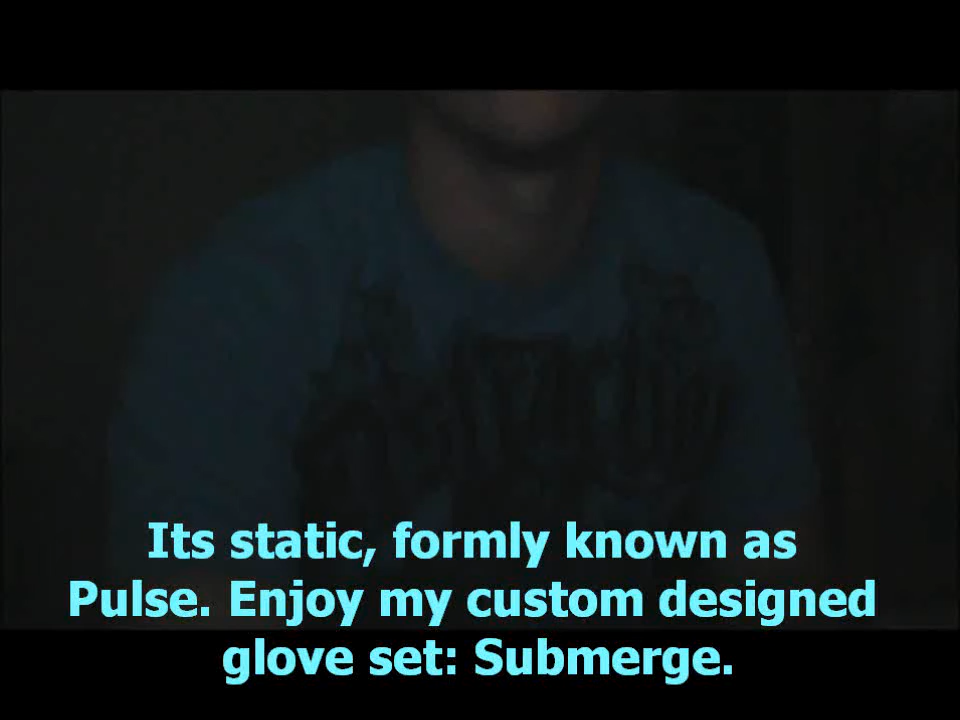 Its static, formly known as
Pulse. Enjoy my custom designed
glove set: Submerge.